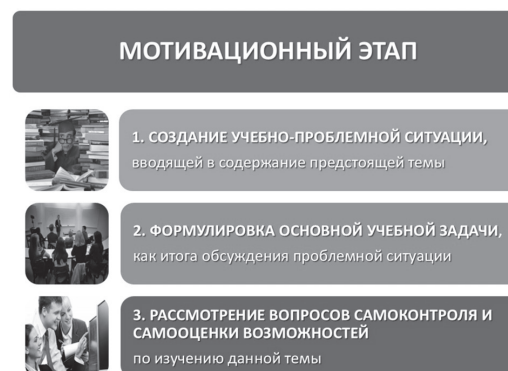 МОТИВАЦИОННЫЙ ЭТАП
1. СОЗДАНИЕ УЧЕБНО-ПРОБЛЕМНОЙ СИТУАЦИИ,
вводящей в содержание предстоящей темы
2. ФОРМУЛИРОВКА ОСНОВНОЙ УЧЕБНОЙ ЗАДАЧИ,
как итога обсуждения проблемной ситуации
3. РАССМОТРЕНИЕ ВОПРОСОВ САМОКОНТРОЛЯ И
САМООЦЕНКИ ВОЗМОЖНОСТЕЙ
по изучению данной темы